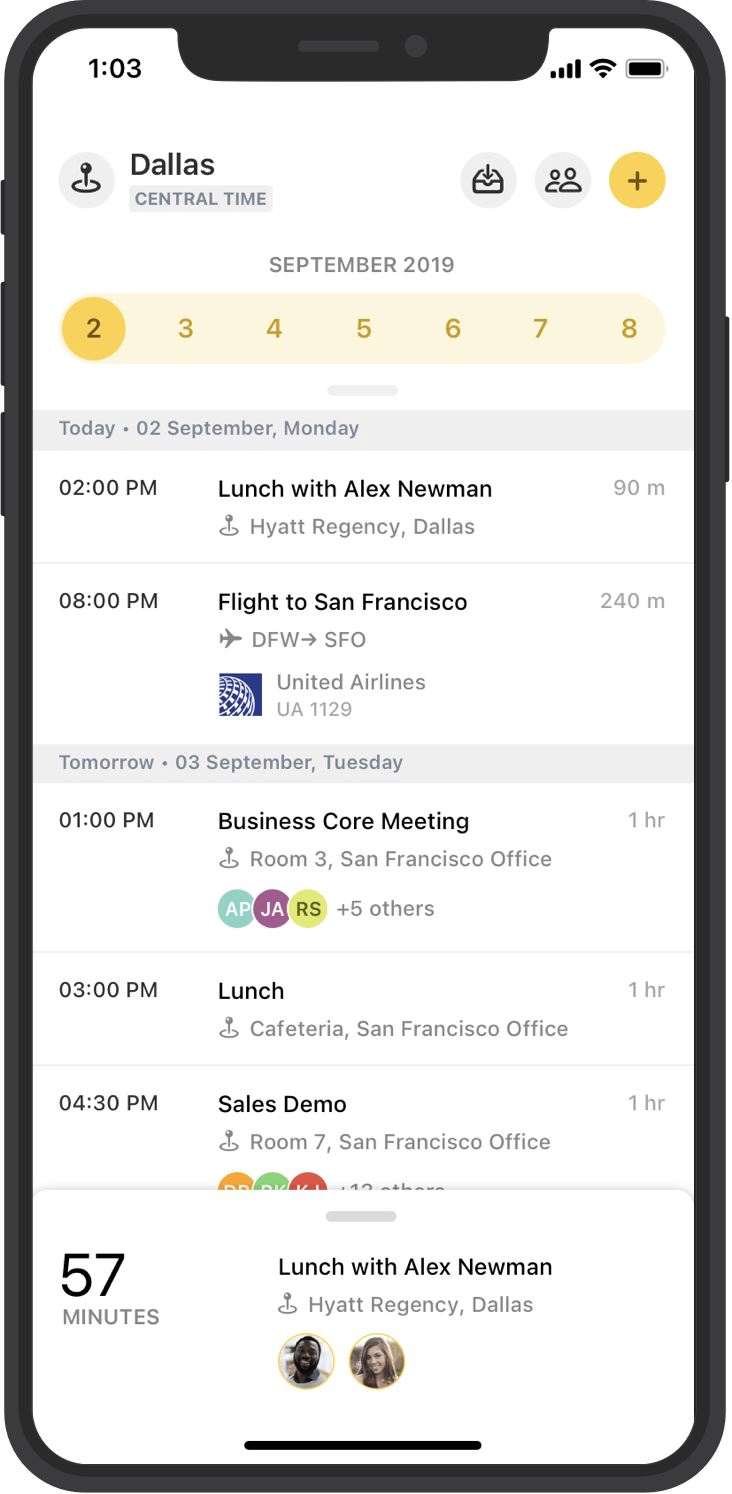 1:03
Dallas
CENTRAL TIME
SEPTEMBER 2019
2 3 4 5 6 7 8
Today • 02 September, Monday
02:00 PM Lunch with Alex Newman 90 m
Hyatt Regency, Dallas
08:00 PM Flight to San Francisco 240 m
DFW→ SFO
United Airlines
UA 1129
Tomorrow • 03 September, Tuesday
01:00 PM Business Core Meeting 1 hr
Room 3, San Francisco Office
AP JA RS +5 others
03:00 PM Lunch 1 hr
Cafeteria, San Francisco Office
04:30 PM Sales Demo 1 hr
Room 7, San Francisco Office
others
57 Lunch with Alex Newman
MINUTES Hyatt Regency, Dallas